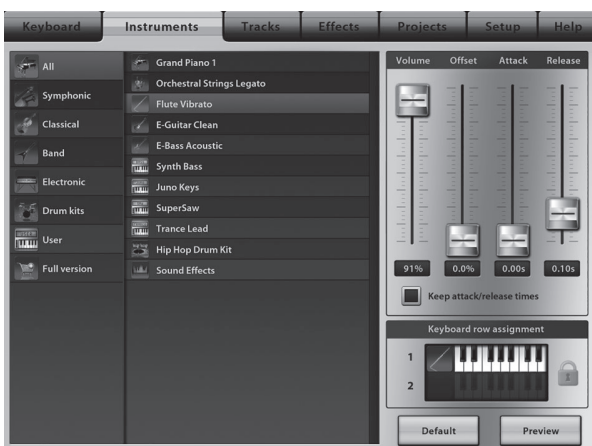 Keyboard Instruments Tracks Effects Projects Setup Help
All
Symphonic
Classical
Band
Electronic
Drum kits
User
Full version
Grand Piano 1
Orchestral Strings Legato
Flute Vibrato
E-Guitar Clean
E-Bass Acoustic
Synth Bass
Juno Keys
SuperSaw
Trance Lead
Hip Hop Drum Kit
Sound Effects
Volume Offset Attack Release
91% 0.0% 0.00s 0.10s
Keep attack/release times
Keyboard row assignment
1
2
Default Preview